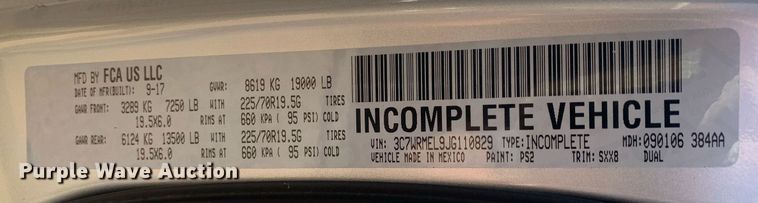 MFD BY FCA US LLC
DATE OF MFR(BUILT): 9-17 GVWR: 8619 KG 19000 LB
GAWR FRONT: 3289 KG 7250 LB WITH 225/70R19.5G TIRES
19.5X6.0 RIMS AT 660 KPA ( 95 PSI) COLD
GAWR REAR: 6124 KG 13500 LB WITH 225/70R19.5G TIRES
19.5X6.0 RIMS AT 660 KPA ( 95 PSI) COLD
INCOMPLETE VEHICLE
VIN: 3C7WRMEL9JG110829 TYPE: INCOMPLETE MDH: 090106 384AA
VEHICLE MADE IN MEXICO PAINT: PS2 TRIM: SXX8 DUAL
Purple Wave Auction